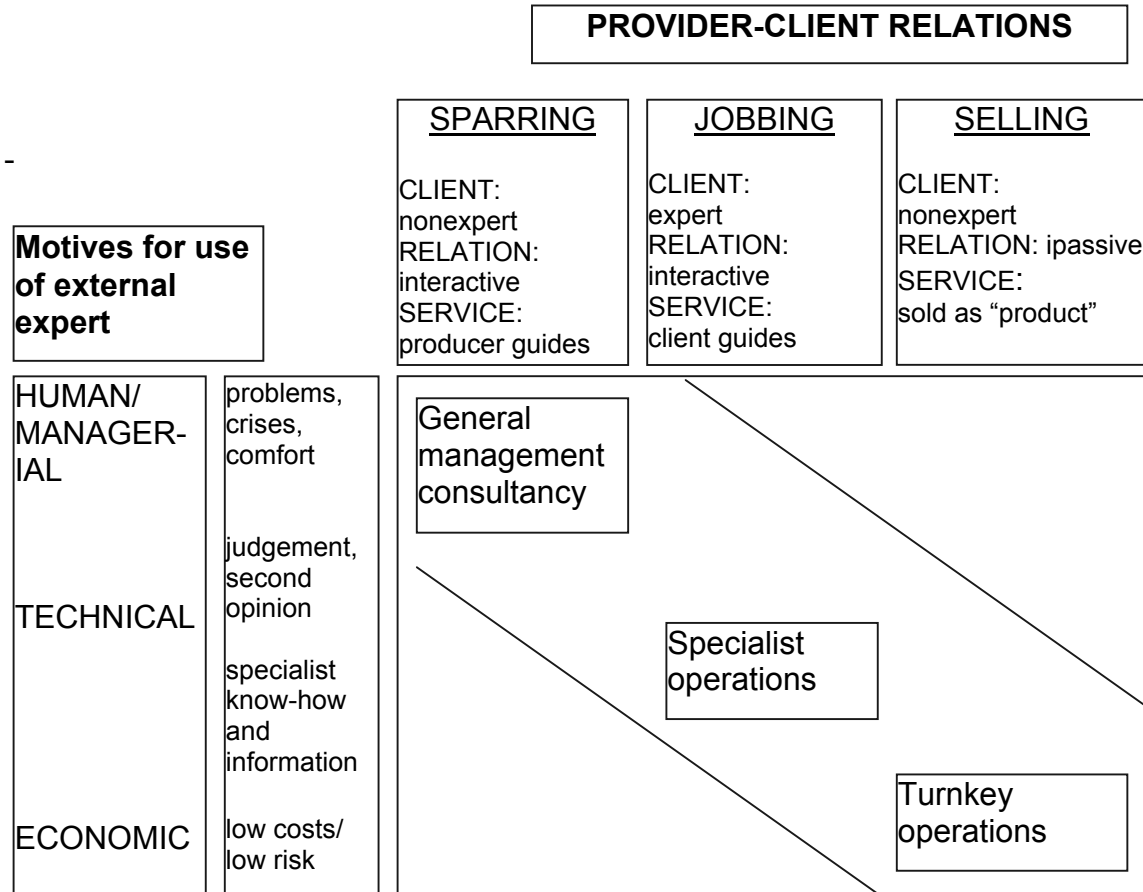 PROVIDER-CLIENT RELATIONS
SPARRING
CLIENT:
nonexpert
RELATION:
interactive
SERVICE:
producer guides
JOBBING
CLIENT:
expert
RELATION:
interactive
SERVICE:
client guides
SELLING
CLIENT:
nonexpert
RELATION: ipassive
SERVICE:
sold as “product”
-
Motives for use
of external
expert
HUMAN/
MANAGER-
IAL
TECHNICAL
ECONOMIC
problems,
crises,
comfort
judgement,
second
opinion
specialist
know-how
and
information
low costs/
low risk
General
management
consultancy
Specialist
operations
Turnkey
operations